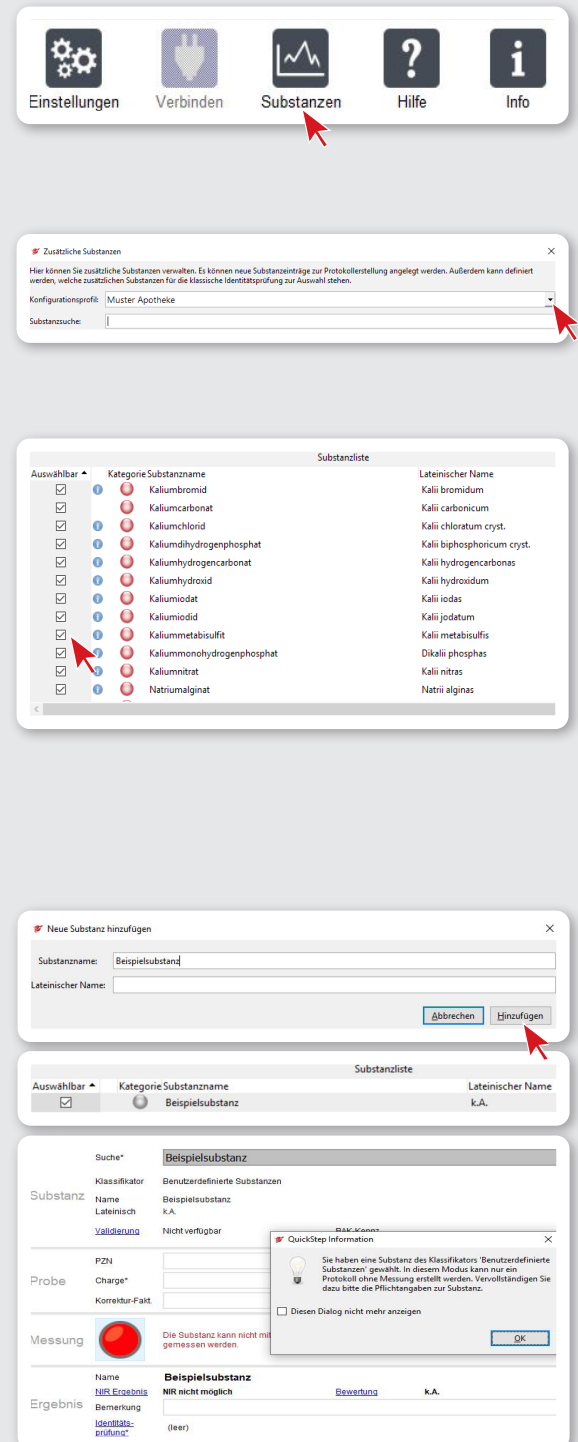 Einstellungen Verbinden Substanzen Hilfe Info
Zusätzliche Substanzen
Hier können Sie zusätzliche Substanzen verwalten. Es können neue Substanzeinträge zur Protokollerstellung angelegt werden. Außerdem kann definiert
werden, welche zusätzlichen Substanzen für die klassische Identitätsprüfung zur Auswahl stehen.
Konfigurationsprofil: Muster Apotheke
Substanzsuche:
Substanzliste
Auswählbar Kategorie Substanzname Lateinischer Name
Kaliumbromid Kalii bromidum
Kaliumcarbonat Kalii carbonicum
Kaliumchlorid Kalii chloratum cryst.
Kaliumdihydrogenphosphat Kalii biphosphoricum cryst.
Kaliumhydrogencarbonat Kalii hydrogencarbonas
Kaliumhydroxid Kalii hydroxidum
Kaliumiodat Kalii iodas
Kaliumiodid Kalii jodatum
Kaliummetabisulfit Kalii metabisulfis
Kaliummonohydrogenphosphat Dikalii phosphas
Kaliumnitrat Kalii nitras
Natriumalginat Natrii alginas
Neue Substanz hinzufügen
Substanzname: Beispielsubstanz
Lateinischer Name:
Abbrechen Hinzufügen
Substanzliste
Auswählbar Kategorie Substanzname Lateinischer Name
Beispielsubstanz k.A.
Suche* Beispielsubstanz
Klassifikator Benutzerdefinierte Substanzen
Substanz
Name Beispielsubstanz
Lateinisch k.A.
Validierung Nicht verfügbar
QuickStep Information
Sie haben eine Substanz des Klassifikators 'Benutzerdefinierte
Substanzen' gewählt. In diesem Modus kann nur ein
Protokoll ohne Messung erstellt werden. Vervollständigen Sie
dazu bitte die Pflichtangaben zur Substanz.
Diesen Dialog nicht mehr anzeigen
OK
PZN
Probe Charge*
Korrektur-Fakt.
Messung
Die Substanz kann nicht mit
gemessen werden.
Name Beispielsubstanz
NIR Ergebnis NIR nicht möglich Bewertung k.A.
Ergebnis Bemerkung
Identitäts-
prüfung* (leer)